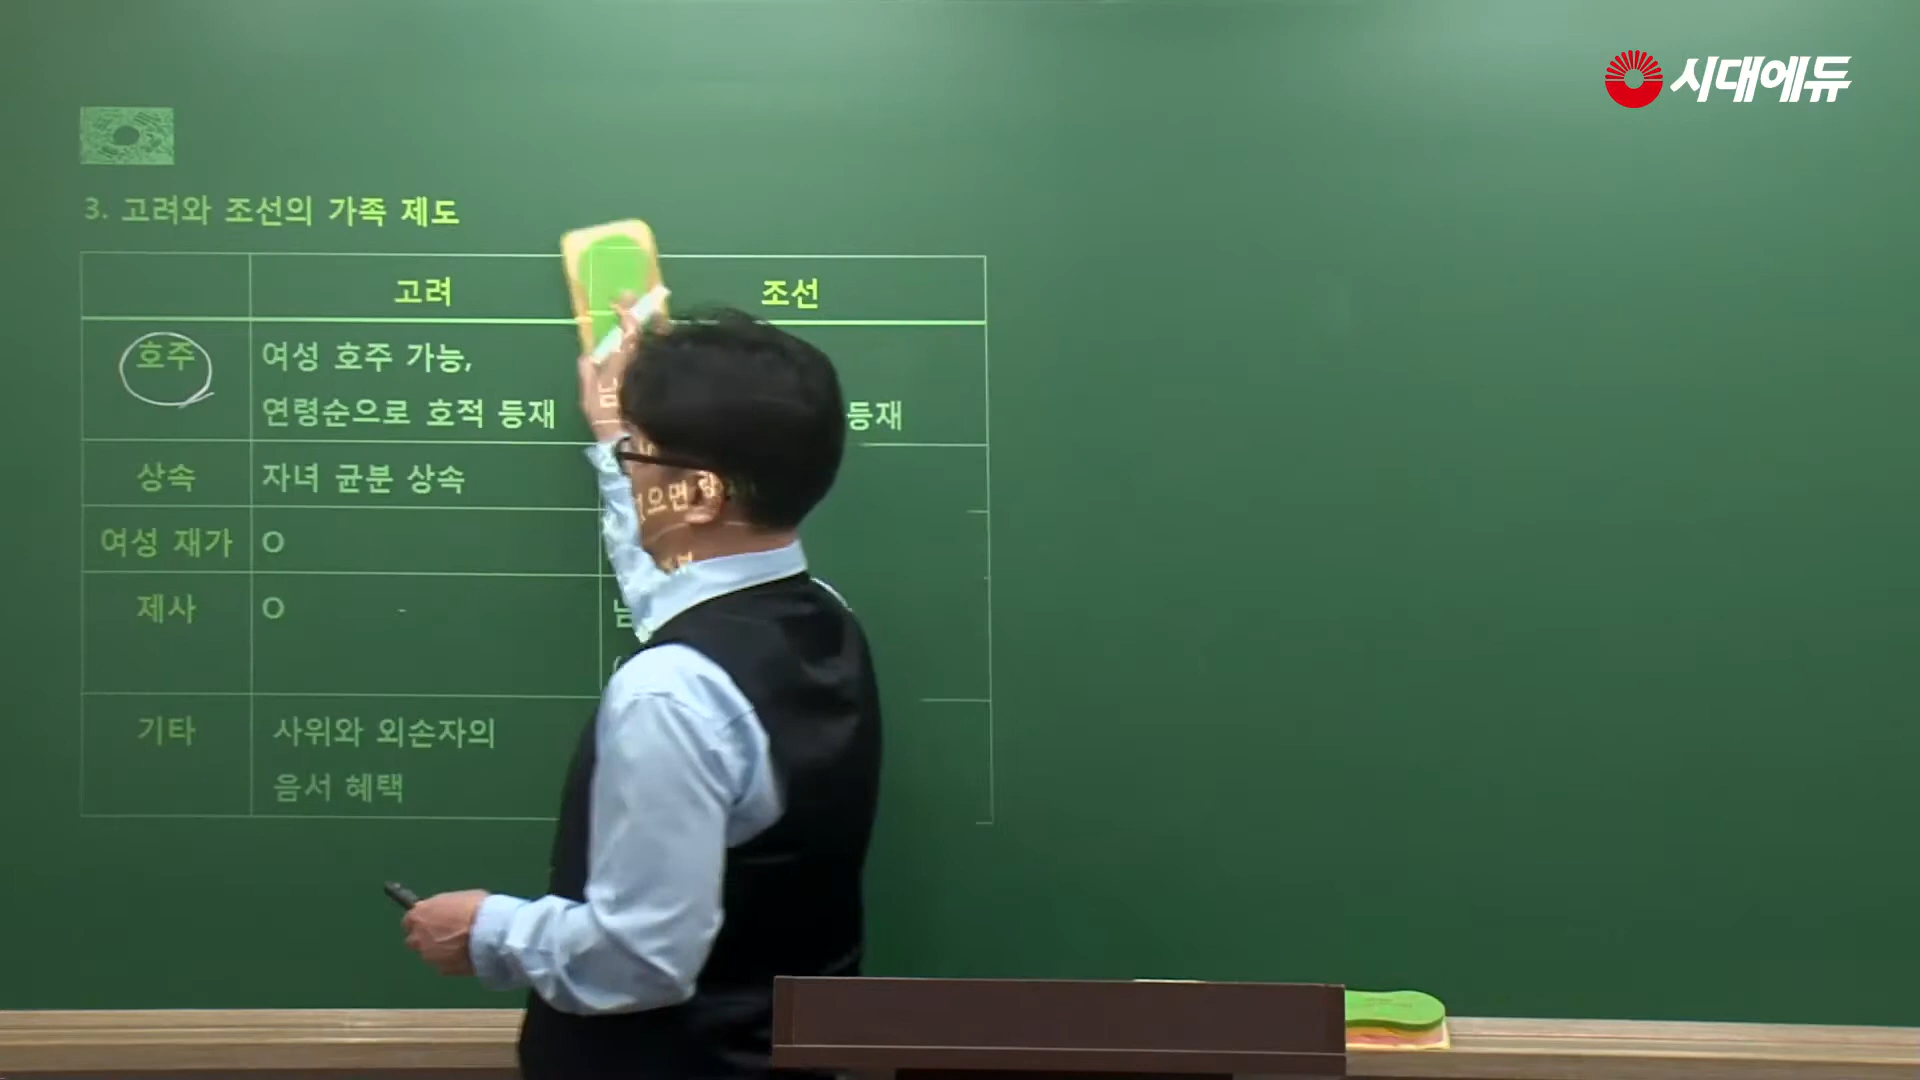 시대에듀
3. 고려와 조선의 가족 제도
고려 조선
호주 여성 호주 가능,
연령순으로 호적 등재 등재
상속 자녀 균분 상속
여성 재가 O
제사 O
기타 사위와 외손자의
음서 혜택